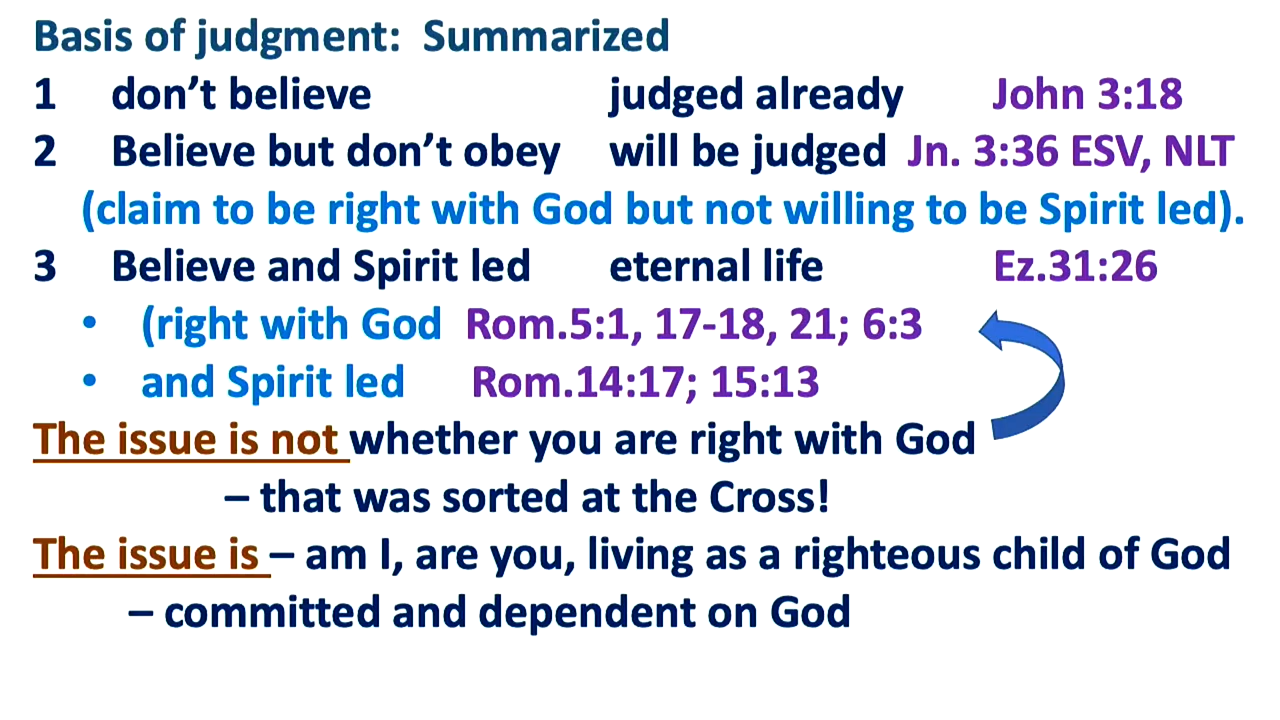 Basis of judgment: Summarized
1 don't believe judged already John 3:18
2 Believe but don't obey will be judged Jn. 3:36 ESV, NLT
(claim to be right with God but not willing to be Spirit led).
3 Believe and Spirit led eternal life Ez.31:26
• (right with God Rom.5:1, 17-18, 21; 6:3
• and Spirit led Rom.14:17; 15:13
The issue is not whether you are right with God
– that was sorted at the Cross!
The issue is – am I, are you, living as a righteous child of God
– committed and dependent on God